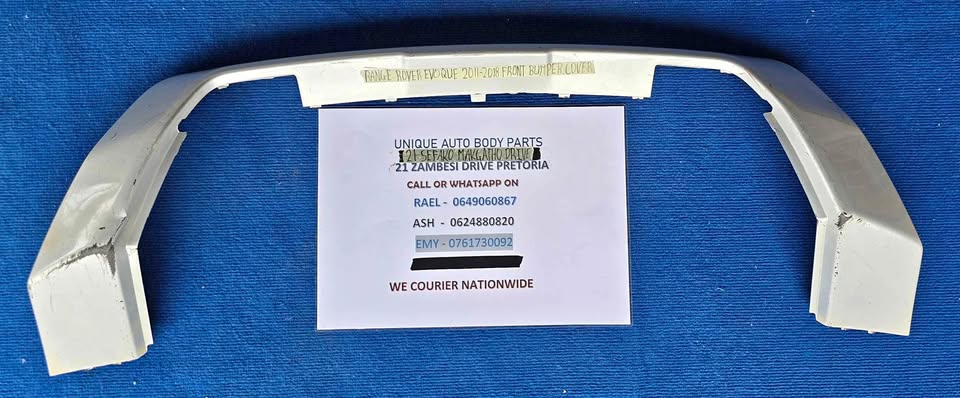 RANGE ROVER EVOQUE 2011-2018 FRONT BUMPER COVER
UNIQUE AUTO BODY PARTS
21 SEFAKO MAKGATHO DRIVE
21 ZAMBESI DRIVE PRETORIA
CALL OR WHATSAPP ON
RAEL - 0649060867
ASH - 0624880820
EMY - 0761730092
WE COURIER NATIONWIDE